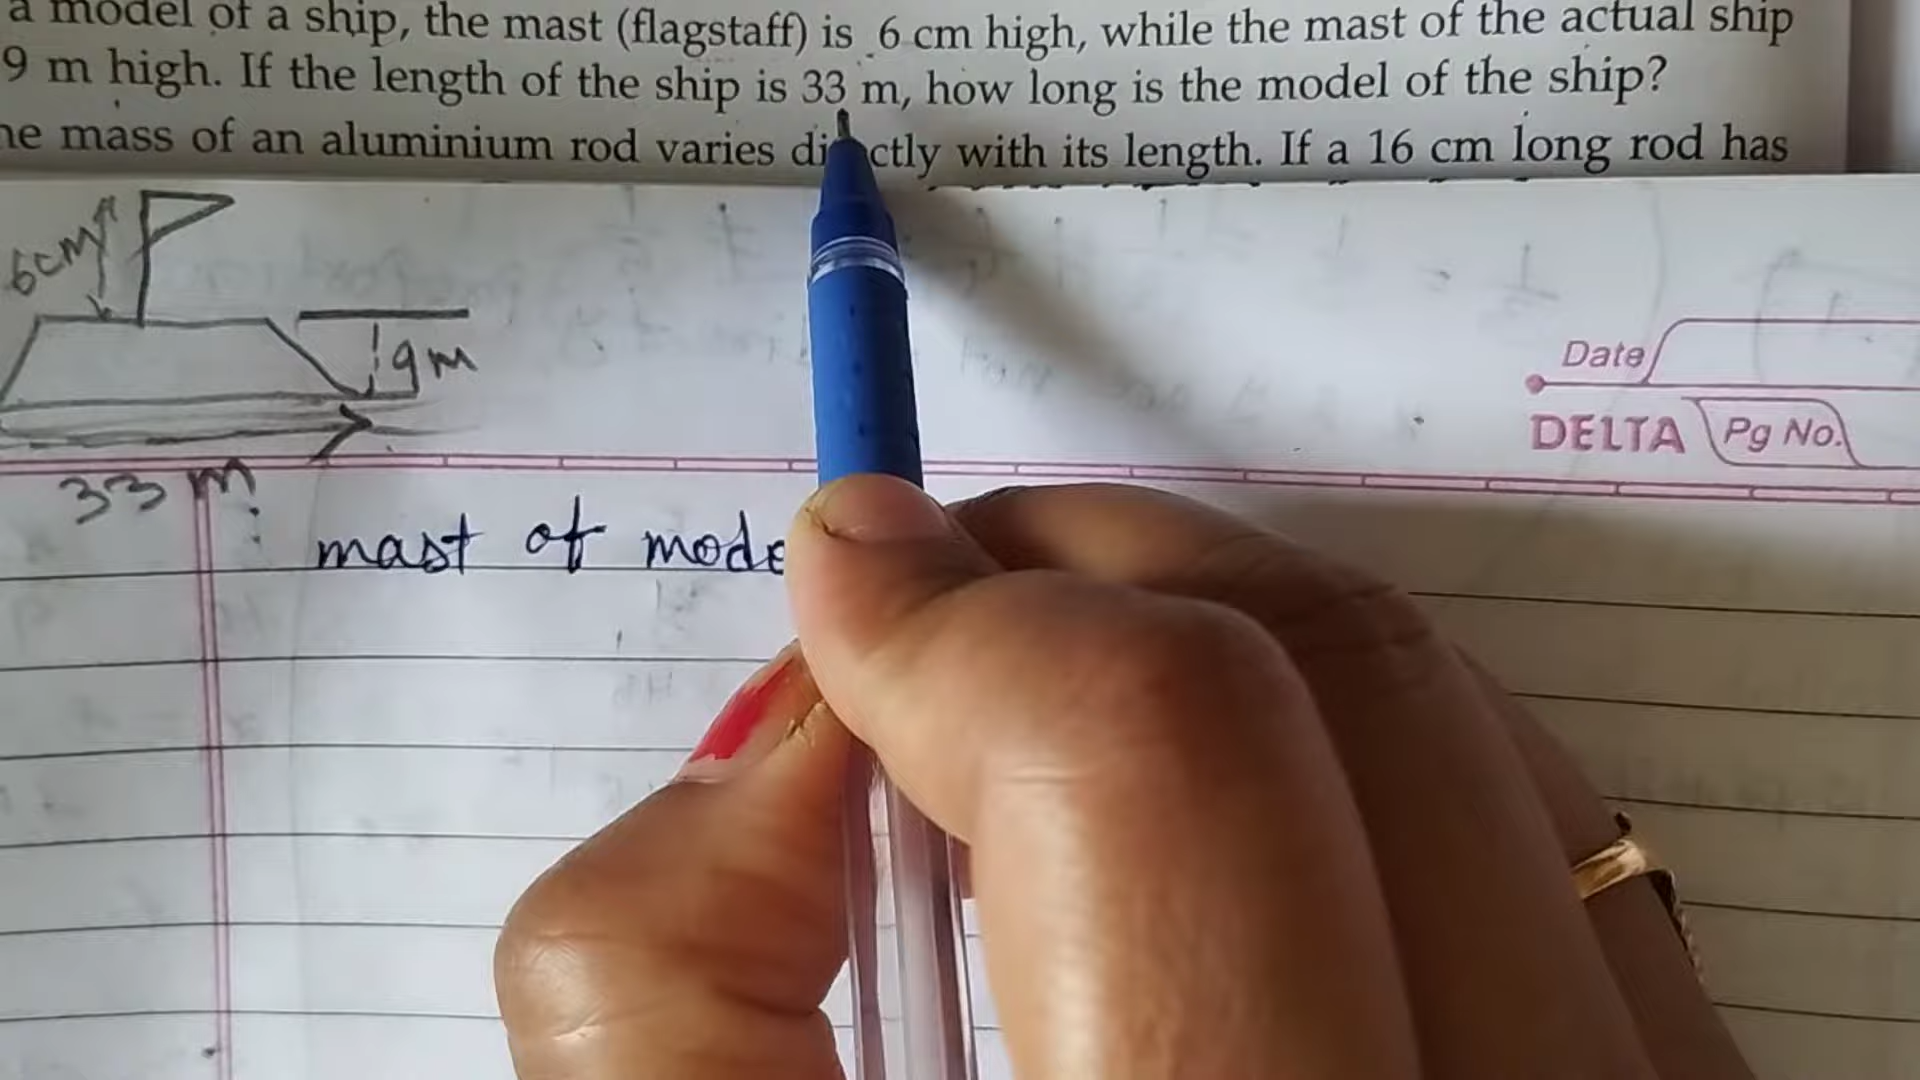 a model of a ship, the mast (flagstaff) is 6 cm high, while the mast of the actual ship
9 m high. If the length of the ship is 33 m, how long is the model of the ship?
mass of an aluminium rod varies directly with its length. If a 16 cm long rod has
6cm
9m
Date
DELTA Pg No.
33 m
mast of mode